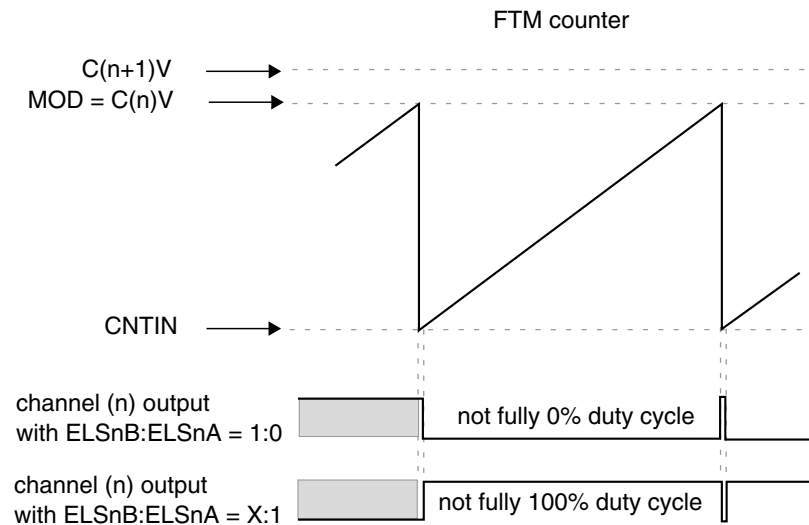 FTM counter
C(n+1)V
MOD = C(n)V
CNTIN
channel (n) output
with ELSnB:ELSnA = 1:0
not fully 0% duty cycle
channel (n) output
with ELSnB:ELSnA = X:1
not fully 100% duty cycle